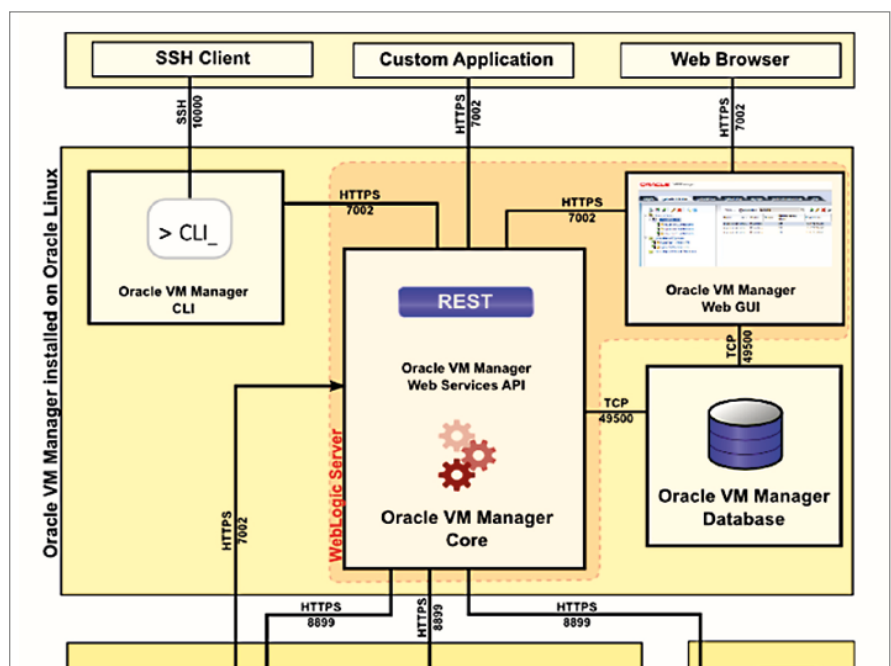 SSH Client
Custom Application
Web Browser
SSH
10000
HTTPS
7002
HTTPS
7002
Oracle VM Manager installed on Oracle Linux
> CLI_
Oracle VM Manager
CLI
HTTPS
7002
HTTPS
7002
ORACLE
Oracle VM Manager
Web GUI
REST
Oracle VM Manager
Web Services API
TCP
49500
TCP
49500
WebLogic Server
Oracle VM Manager
Core
Oracle VM Manager
Database
HTTPS
7002
HTTPS
8899
HTTPS
8899
HTTPS
8899